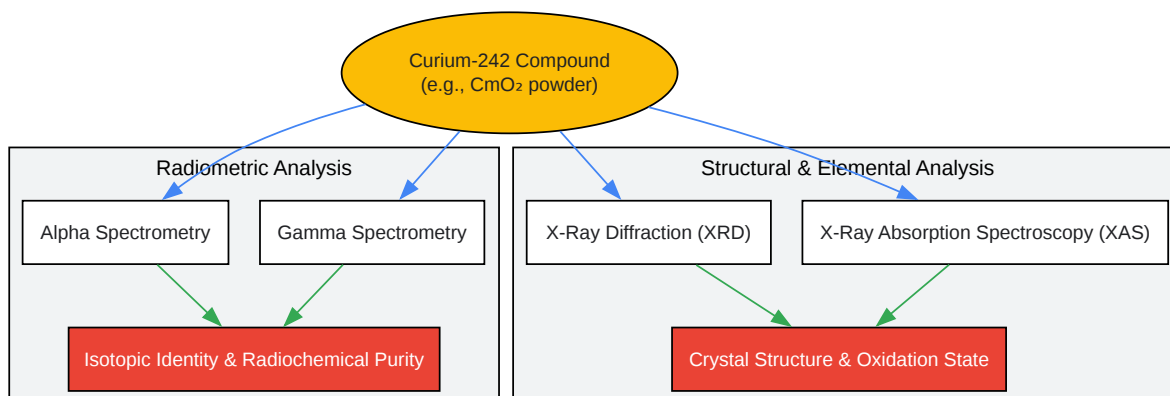 Curium-242 Compound
(e.g., CmO₂ powder)
Radiometric Analysis
Structural & Elemental Analysis
Alpha Spectrometry
Gamma Spectrometry
X-Ray Diffraction (XRD)
X-Ray Absorption Spectroscopy (XAS)
Isotopic Identity & Radiochemical Purity
Crystal Structure & Oxidation State